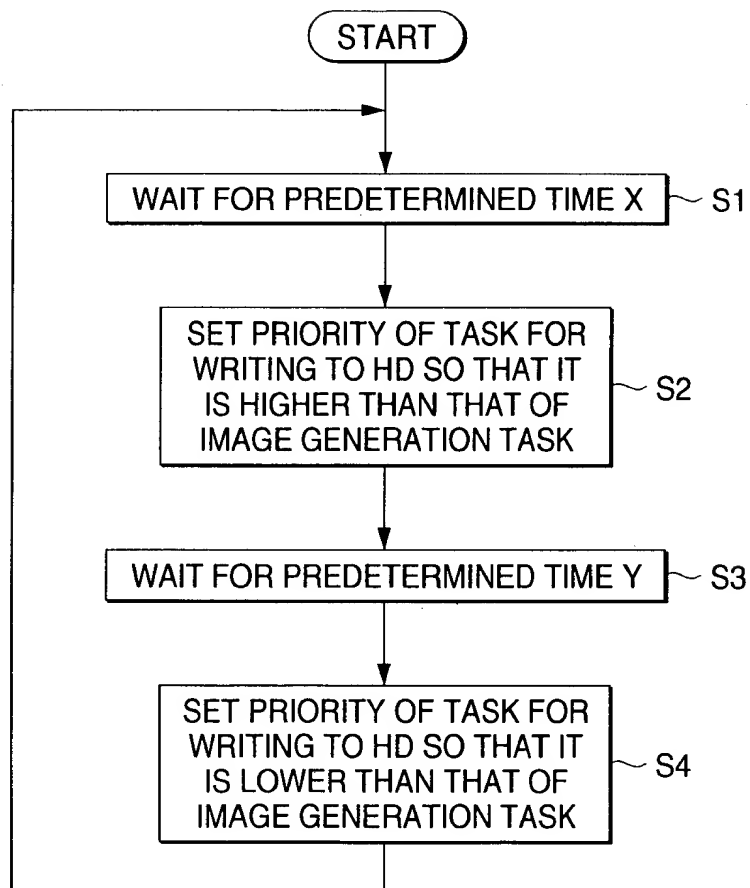 START
WAIT FOR PREDETERMINED TIME X
S1
SET PRIORITY OF TASK FOR
WRITING TO HD SO THAT IT
IS HIGHER THAN THAT OF
IMAGE GENERATION TASK
S2
WAIT FOR PREDETERMINED TIME Y
S3
SET PRIORITY OF TASK FOR
WRITING TO HD SO THAT IT
IS LOWER THAN THAT OF
IMAGE GENERATION TASK
S4